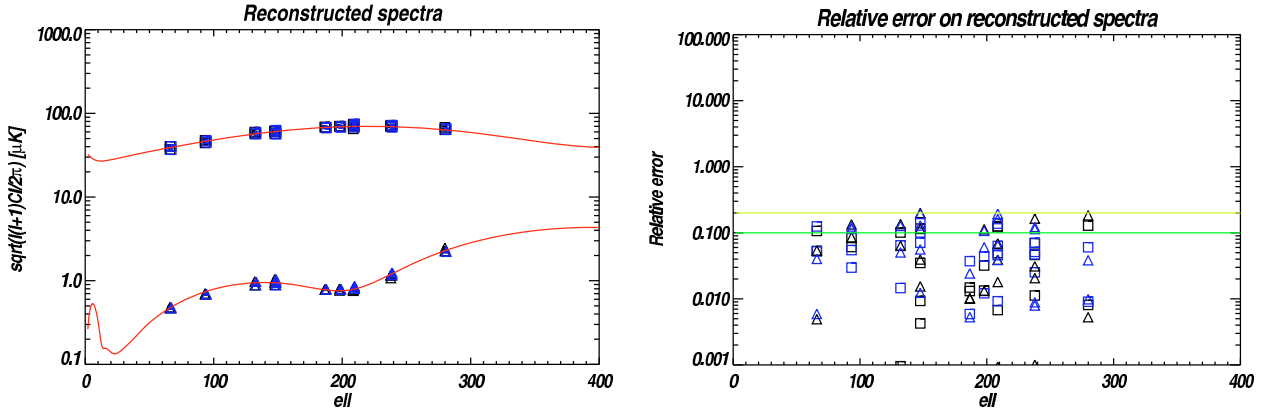 Reconstructed spectra
sqrt(l(l+1)Cl/2π) [μK]
1000.0
100.0
10.0
1.0
0.1
0 100 200 300 400
ell
Relative error on reconstructed spectra
Relative error
100.000
10.000
1.000
0.100
0.010
0.001
0 100 200 300 400
ell